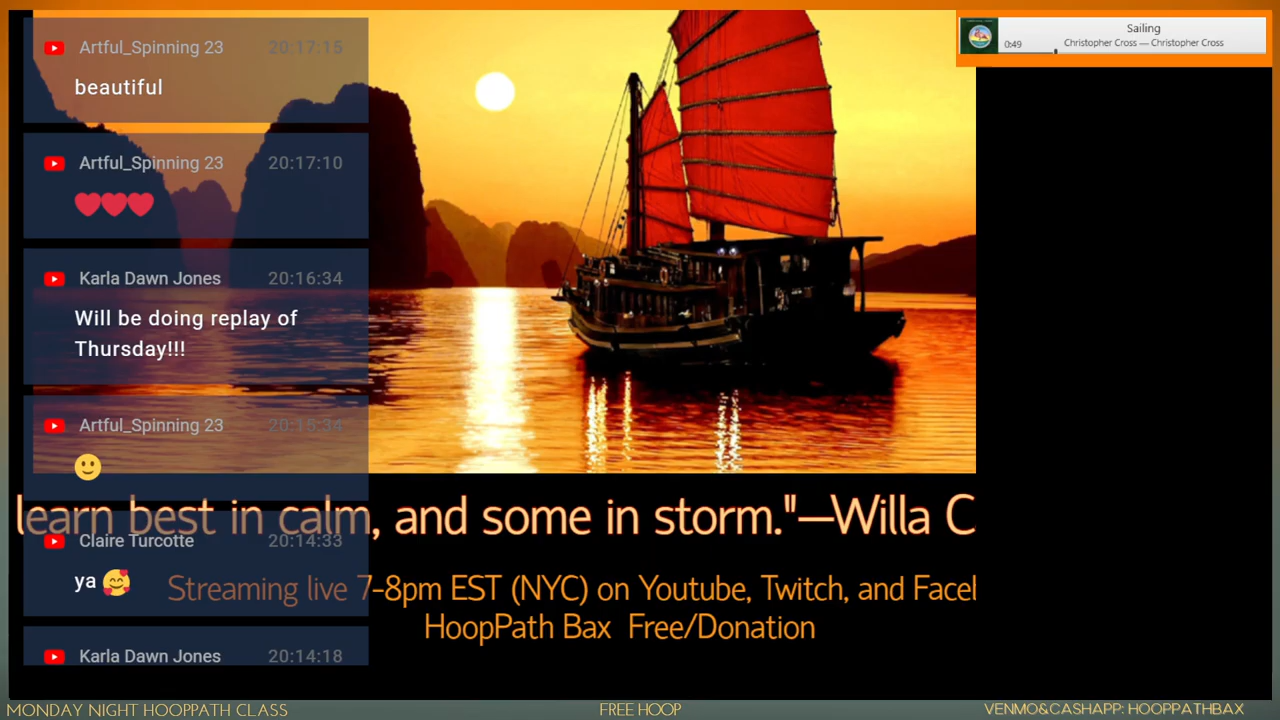 Artful_Spinning 23 20:17:15
beautiful
Artful_Spinning 23 20:17:10
Karla Dawn Jones 20:16:34
Will be doing replay of
Thursday!!!
Artful_Spinning 23 20:15:34
Claire Turcotte 20:14:33
ya
Karla Dawn Jones 20:14:18
Sailing
0:49 Christopher Cross — Christopher Cross
learn best in calm, and some in storm."—Willa C
Streaming live 7-8pm EST (NYC) on Youtube, Twitch, and Faceb
HoopPath Bax Free/Donation
MONDAY NIGHT HOOPPATH CLASS
FREE HOOP
VENMO&CASHAPP: HOOPPATHBAX